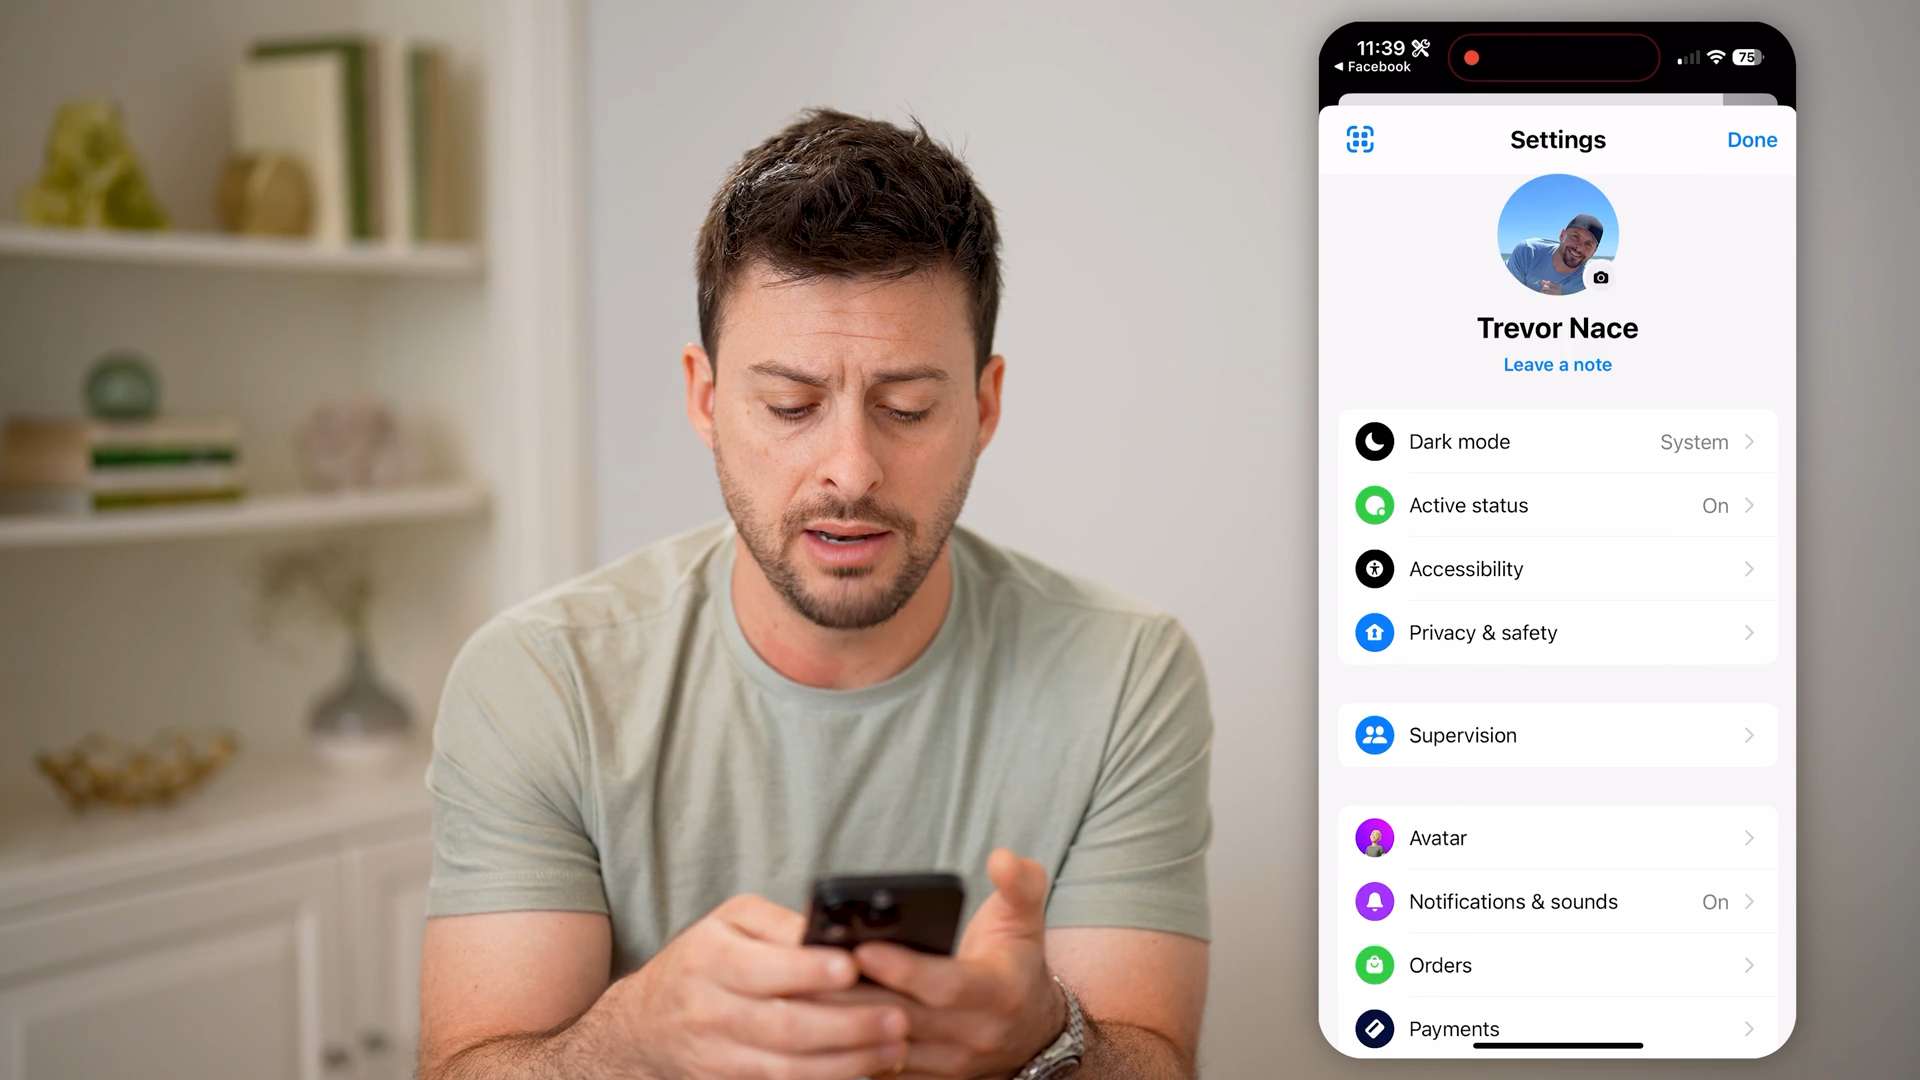 11:39
◀ Facebook
75
Settings
Done
Trevor Nace
Leave a note
Dark mode
System
Active status
On
Accessibility
Privacy & safety
Supervision
Avatar
Notifications & sounds
On
Orders
Payments